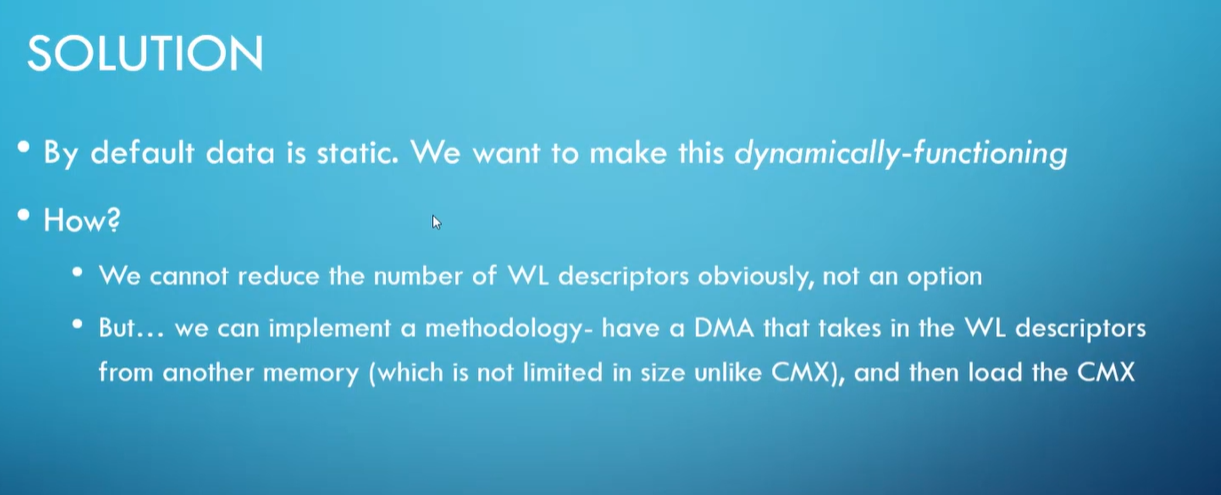 SOLUTION
• By default data is static. We want to make this dynamically-functioning
• How?
• We cannot reduce the number of WL descriptors obviously, not an option
• But... we can implement a methodology- have a DMA that takes in the WL descriptors
from another memory (which is not limited in size unlike CMX), and then load the CMX